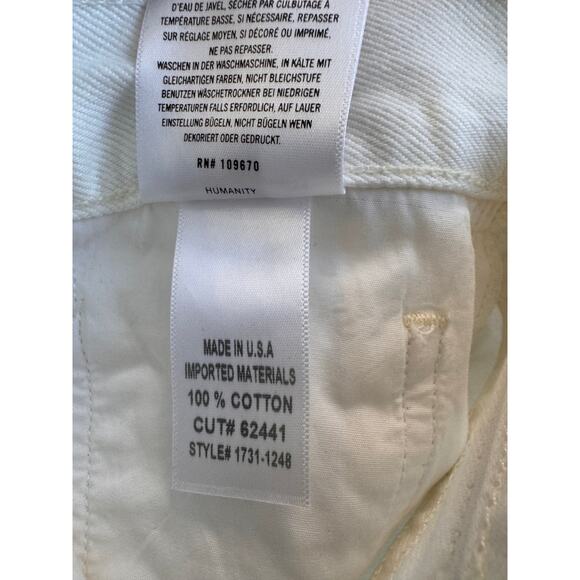 D'EAU DE JAVEL, SÉCHER PAR CULBUTAGE À
TEMPÉRATURE BASSE, SI NÉCESSAIRE, REPASSER
SUR RÉGLAGE MOYEN, SI DÉCORÉ OU IMPRIMÉ,
NE PAS REPASSER.
WASCHEN IN DER WASCHMASCHINE, IN KÄLTE MIT
GLEICHARTIGEN FARBEN, NICHT BLEICHSTUFE
BENUTZEN WÄSCHETROCKNER BEI NIEDRIGEN
TEMPERATUREN FALLS ERFORDLICH, AUF LAUER
EINSTELLUNG BÜGELN, NICHT BÜGELN WENN
DEKORIERT ODER GEDRUCKT.
RN# 109670
HUMANITY
MADE IN U.S.A
IMPORTED MATERIALS
100 % COTTON
CUT# 62441
STYLE# 1731-1248